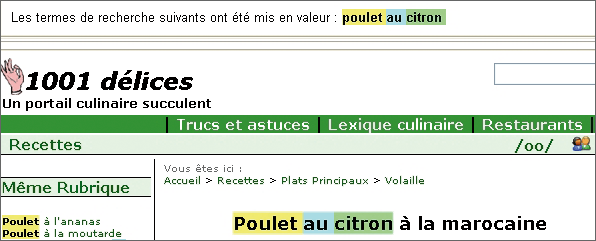 Les termes de recherche suivants ont été mis en valeur : poulet au citron
1001 délices
Un portail culinaire succulent
| Trucs et astuces | Lexique culinaire | Restaurants |
Recettes /oo/
Vous êtes ici :
Accueil > Recettes > Plats Principaux > Volaille
Même Rubrique
Poulet au citron à la marocaine
Poulet à l'ananas
Poulet à la moutarde